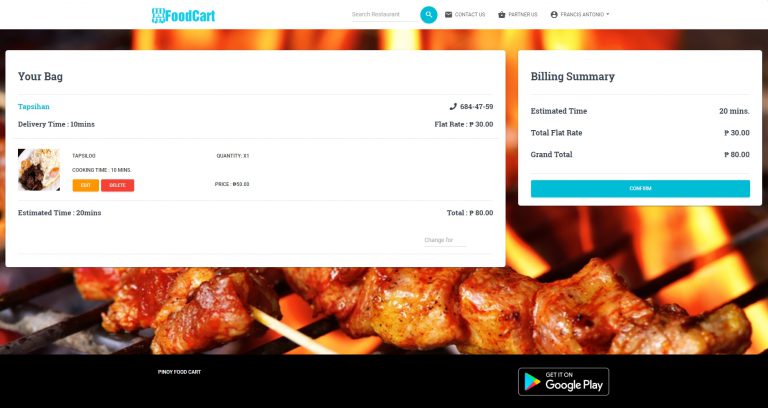 FoodCart
Search Restaurant
CONTACT US
PARTNER US
FRANCIS ANTONIO
Your Bag
Tapsihan
684-47-59
Delivery Time : 10mins
Flat Rate : ₱ 30.00
TAPSILOG
QUANTITY: X1
COOKING TIME : 10 MINS.
EDIT
DELETE
PRICE : ₱50.00
Estimated Time : 20mins
Total : ₱ 80.00
Change for
Billing Summary
Estimated Time
20 mins.
Total Flat Rate
₱ 30.00
Grand Total
₱ 80.00
CONFIRM
PINOY FOOD CART
GET IT ON
Google Play